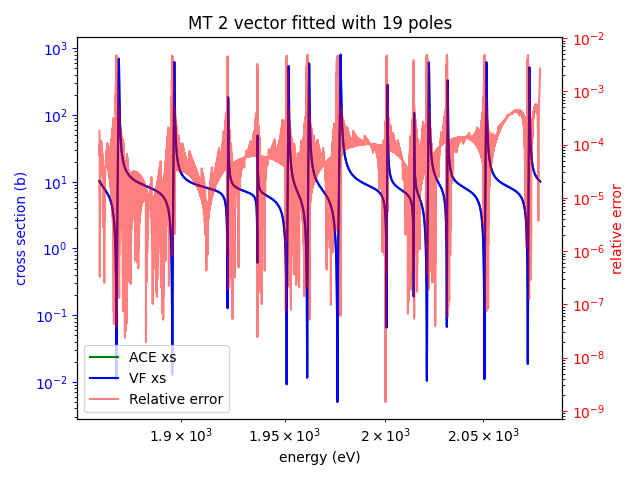 MT 2 vector fitted with 19 poles
10³
10²
10¹
10⁰
10⁻¹
10⁻²
cross section (b)
10⁻²
10⁻³
10⁻⁴
10⁻⁵
10⁻⁶
10⁻⁷
10⁻⁸
10⁻⁹
relative error
ACE xs
VF xs
Relative error
1.9 × 10³ 1.95 × 10³ 2 × 10³ 2.05 × 10³
energy (eV)